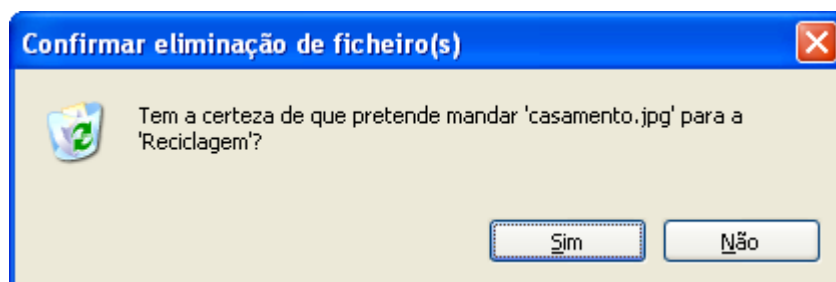 Confirmar eliminação de ficheiro(s)
Tem a certeza de que pretende mandar 'casamento.jpg' para a
'Reciclagem'?
Sim
Não